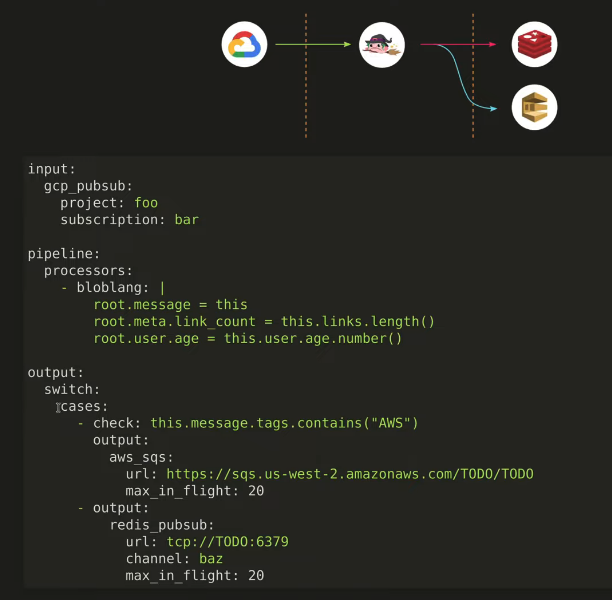 input:
  gcp_pubsub:
    project: foo
    subscription: bar
pipeline:
  processors:
    - bloblang: |
        root.message = this
        root.meta.link_count = this.links.length()
        root.user.age = this.user.age.number()
output:
  switch:
    cases:
      - check: this.message.tags.contains("AWS")
        output:
          aws_sqs:
            url: https://sqs.us-west-2.amazonaws.com/TODO/TODO
            max_in_flight: 20
      - output:
          redis_pubsub:
            url: tcp://TODO:6379
            channel: baz
            max_in_flight: 20